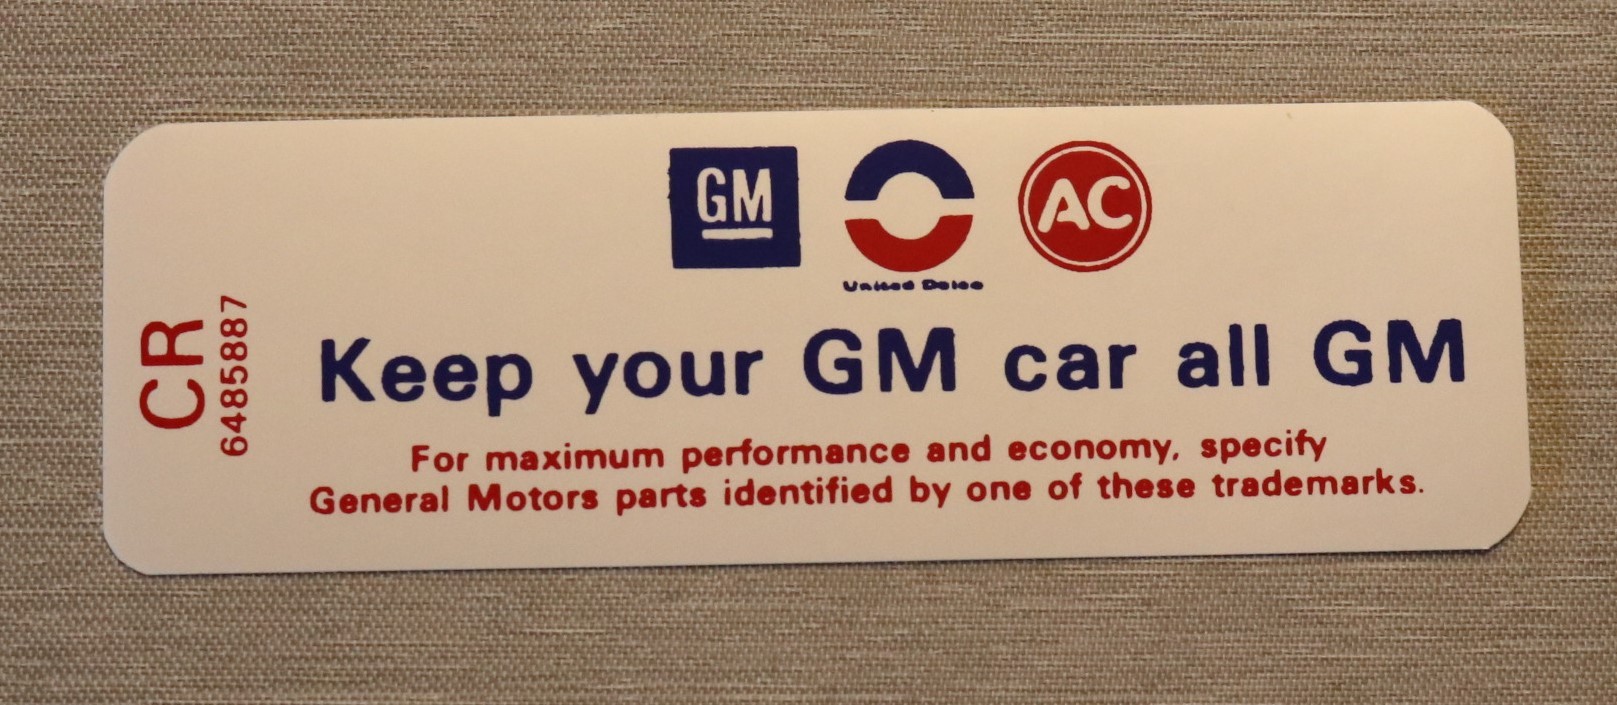 GM
AC
United Delco
Keep your GM car all GM
For maximum performance and economy, specify
General Motors parts identified by one of these trademarks.
CR
6485887